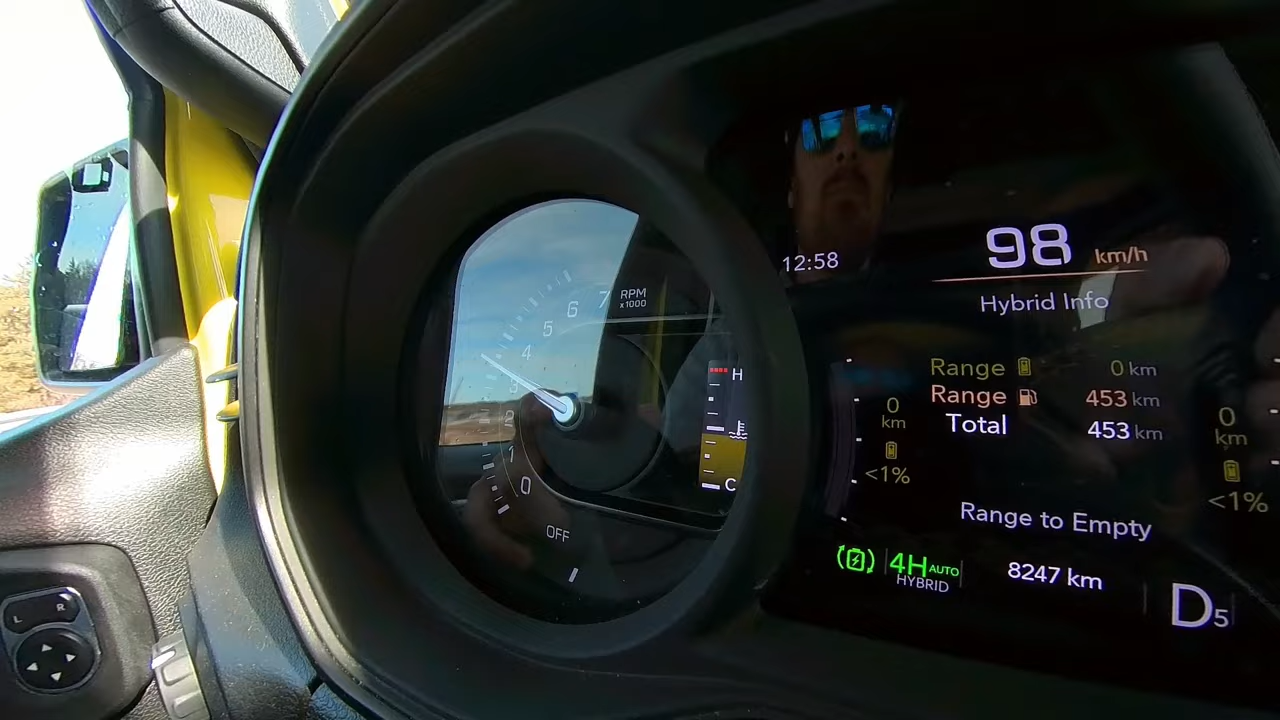 12:58
98 km/h
Hybrid Info
Range 0 km
Range 453 km
Total 453 km
0
km
<1%
0
km
<1%
Range to Empty
4H AUTO
HYBRID
8247 km
D5
RPM
x1000
7
6
5
4
3
2
1
0
OFF
H
C
L
R